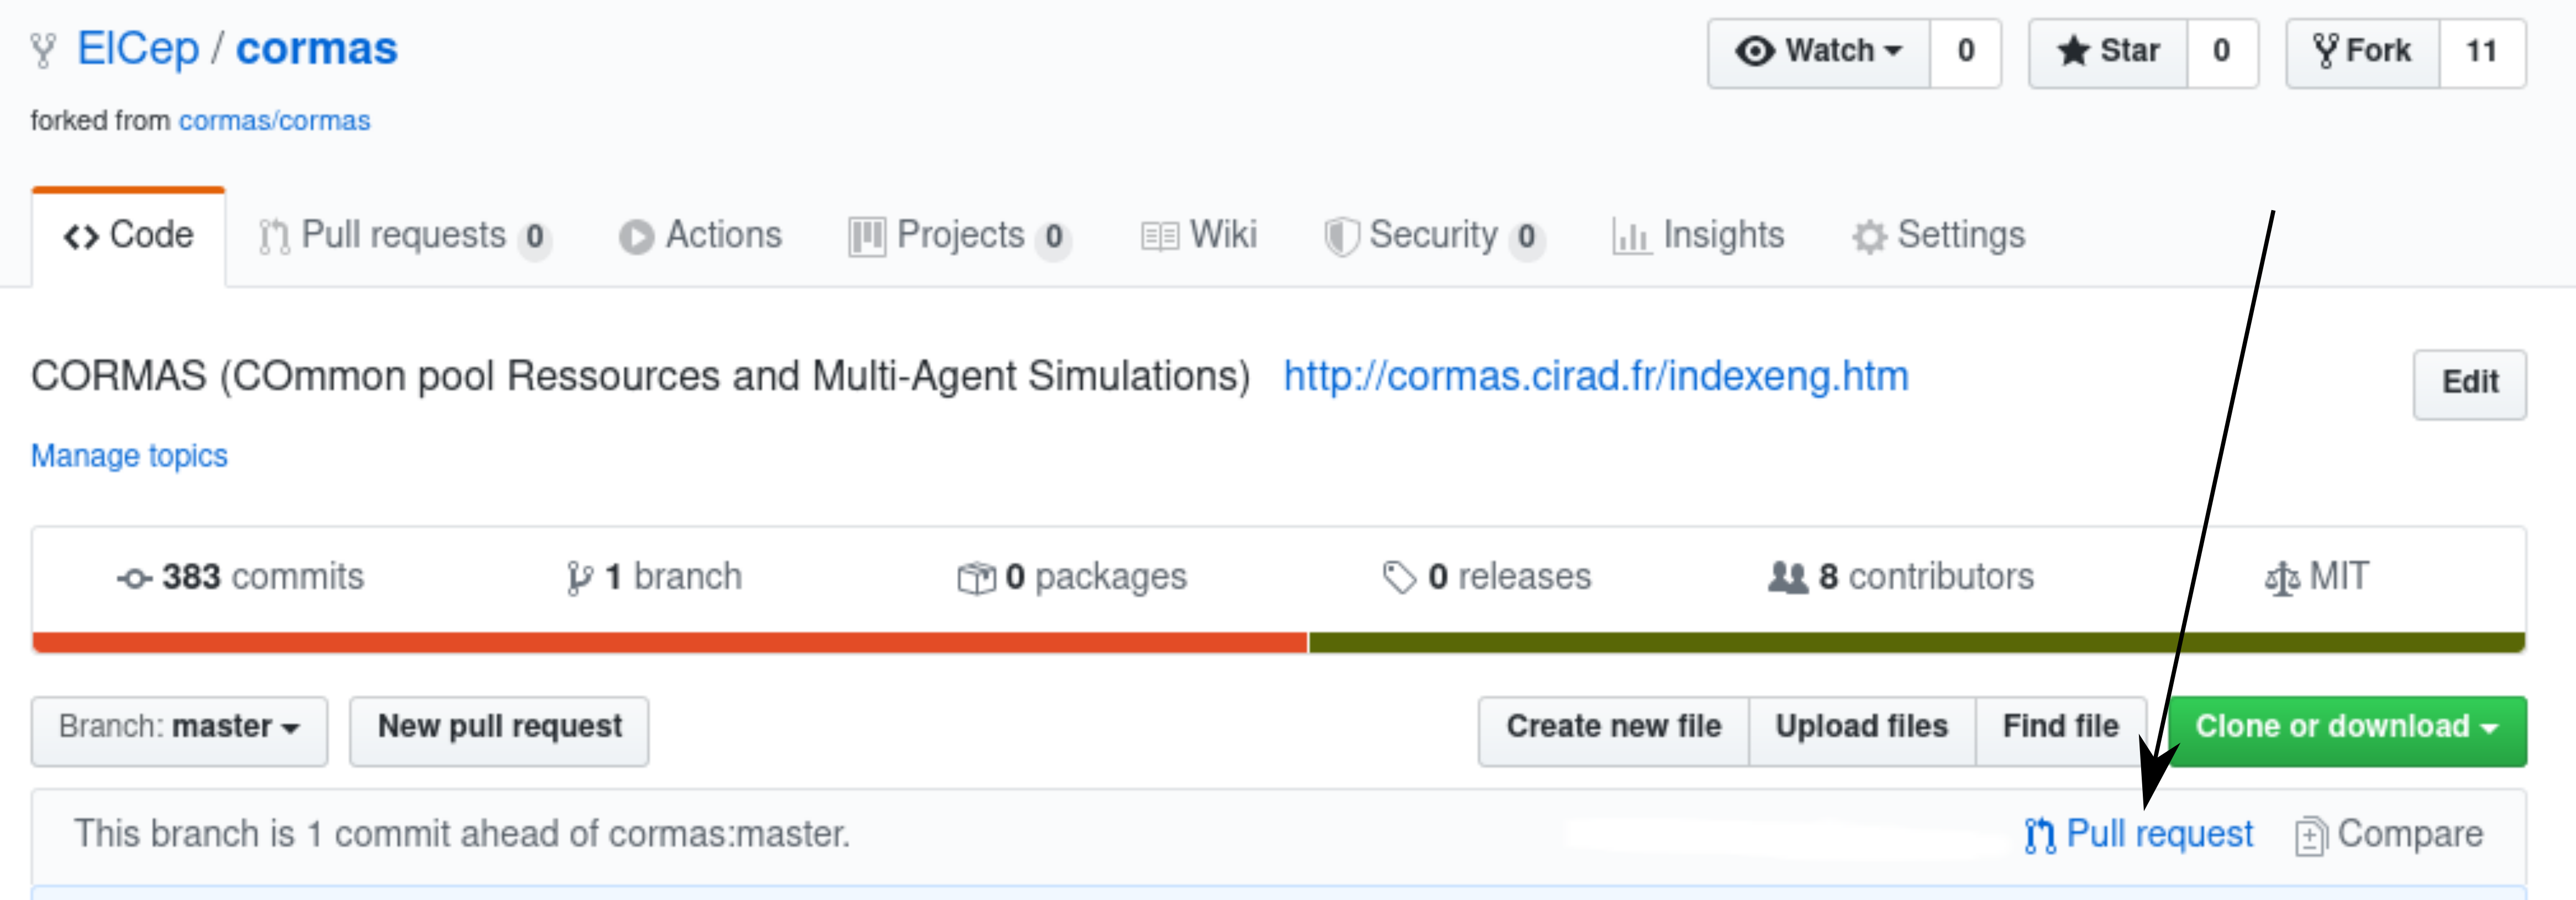 ElCep / cormas
Watch 0
Star 0
Fork 11
forked from cormas/cormas
Code
Pull requests 0
Actions
Projects 0
Wiki
Security 0
Insights
Settings
CORMAS (COmmon pool Ressources and Multi-Agent Simulations) http://cormas.cirad.fr/indexeng.htm
Edit
Manage topics
383 commits
1 branch
0 packages
0 releases
8 contributors
MIT
Branch: master
New pull request
Create new file
Upload files
Find file
Clone or download
This branch is 1 commit ahead of cormas:master.
Pull request
Compare